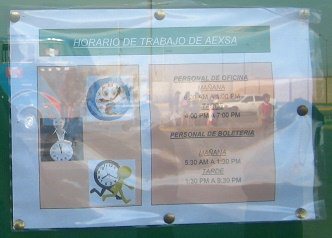 HORARIO DE TRABAJO DE AEXSA
PERSONAL DE OFICINA
MAÑANA
TARDE
4:00 PM A 7:00 PM
PERSONAL DE BOLETERIA
MAÑANA
5:30 AM A 1:30 PM
TARDE
1:30 PM A 9:30 PM